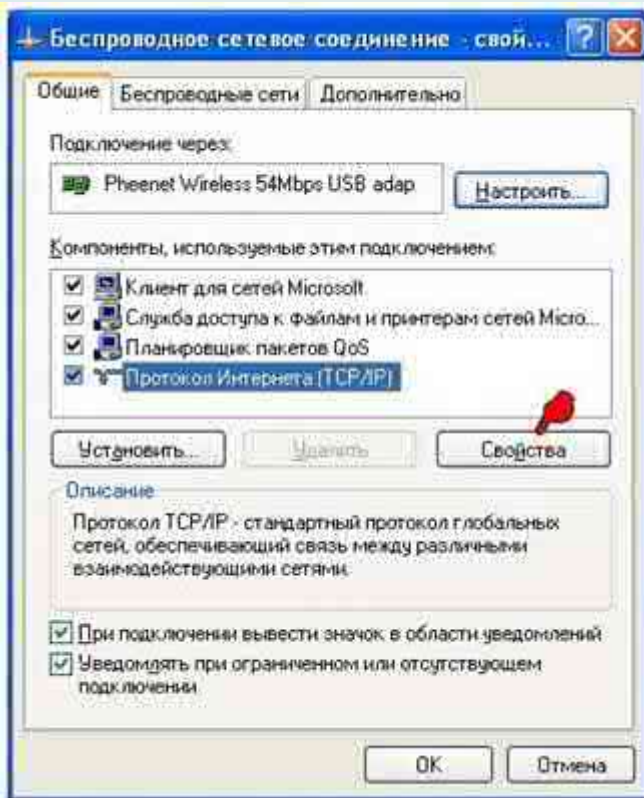 Беспроводное сетевое соединение - свой...
Общие
Беспроводные сети
Дополнительно
Подключение через:
Pheenet Wireless 54Mbps USB adap
Настроить...
Компоненты, используемые этим подключением:
Клиент для сетей Microsoft
Служба доступа к файлам и принтерам сетей Micro...
Планировщик пакетов QoS
Протокол Интернета (TCP/IP)
Установить...
Удалить
Свойства
Описание
Протокол TCP/IP - стандартный протокол глобальных
сетей, обеспечивающий связь между различными
взаимодействующими сетями.
При подключении вывести значок в области уведомлений
Уведомлять при ограниченном или отсутствующем
подключении
OK
Отмена